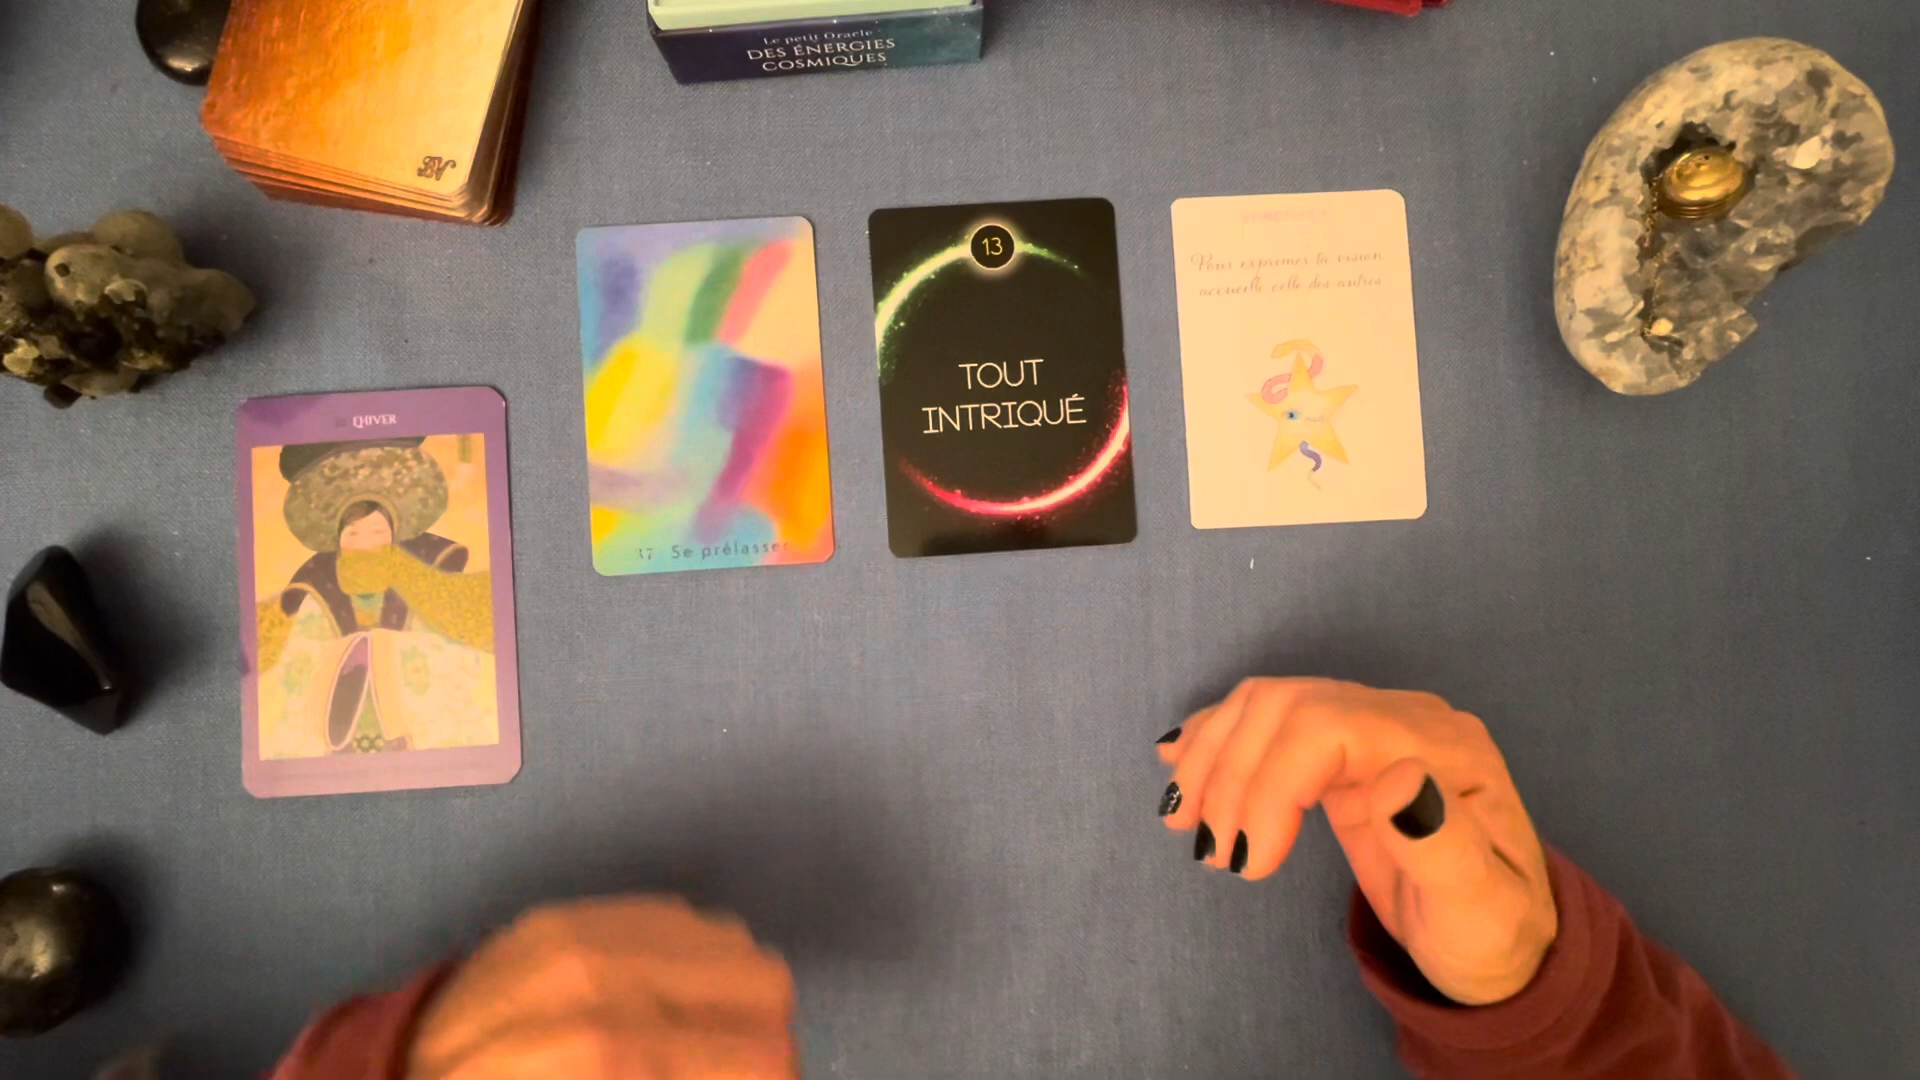 Le petit Oracle
DES ÉNERGIES
COSMIQUES
L'HIVER
37 Se prélasser
13
TOUT
INTRIQUÉ
Pour exprimer ta vision
accueille celle des autres